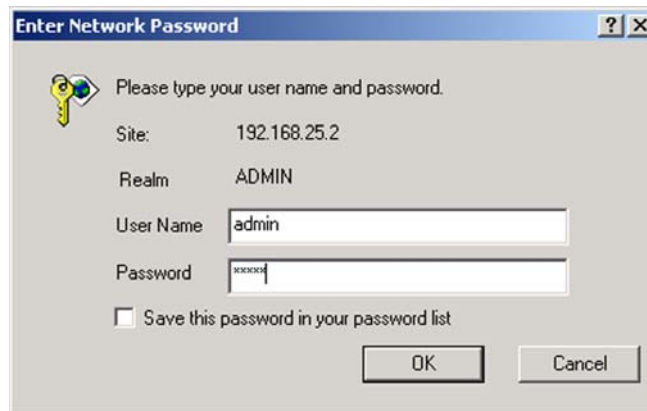 Enter Network Password
Please type your user name and password.
Site: 192.168.25.2
Realm ADMIN
User Name admin
Password *****
Save this password in your password list
OK Cancel